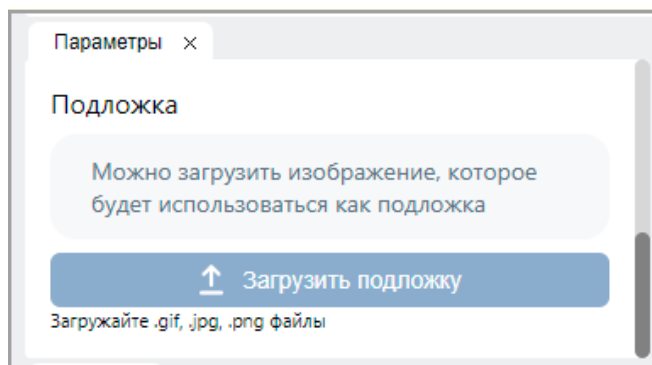 Параметры
Подложка
Можно загрузить изображение, которое
будет использоваться как подложка
Загрузить подложку
Загружайте .gif, .jpg, .png файлы